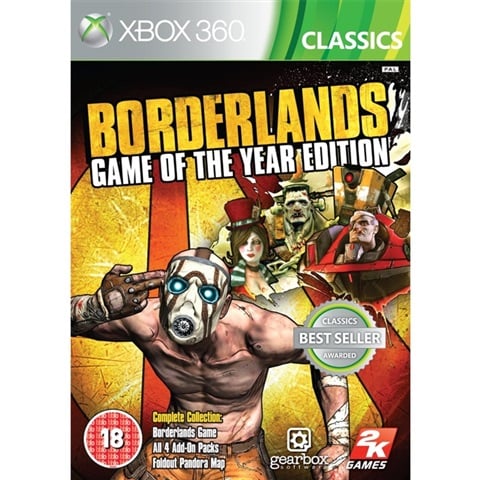 XBOX 360
CLASSICS
PAL
BORDERLANDS
GAME OF THE YEAR EDITION
CLASSICS
BEST SELLER
AWARDED
18
Complete Collection:
Borderlands Game
All 4 Add-On Packs
Foldout Pandora Map
gearbox
software
2K
GAMES